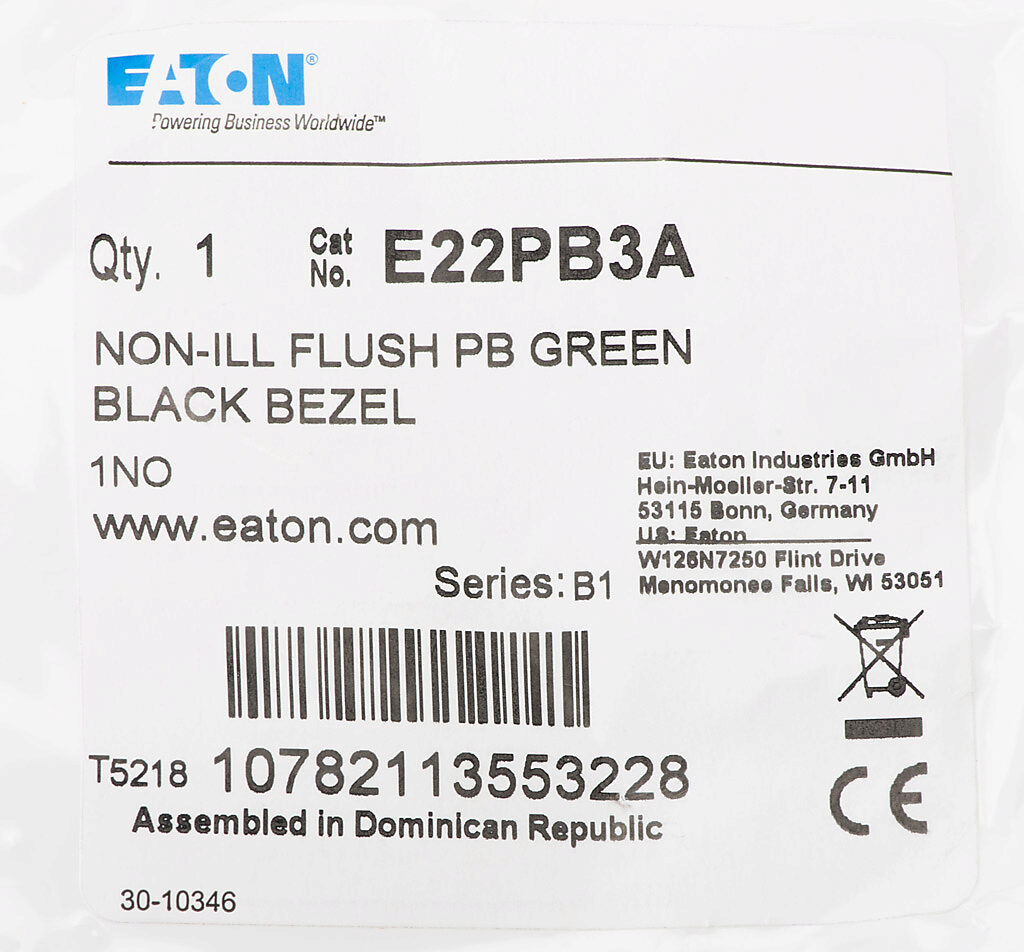 EATON®
Powering Business Worldwide™
Qty. 1 Cat No. E22PB3A
NON-ILL FLUSH PB GREEN
BLACK BEZEL
1NO
www.eaton.com
EU: Eaton Industries GmbH
Hein-Moeller-Str. 7-11
53115 Bonn, Germany
US: Eaton
W126N7250 Flint Drive
Menomonee Falls, WI 53051
Series: B1
T5218 10782113553228
Assembled in Dominican Republic
CE
30-10346